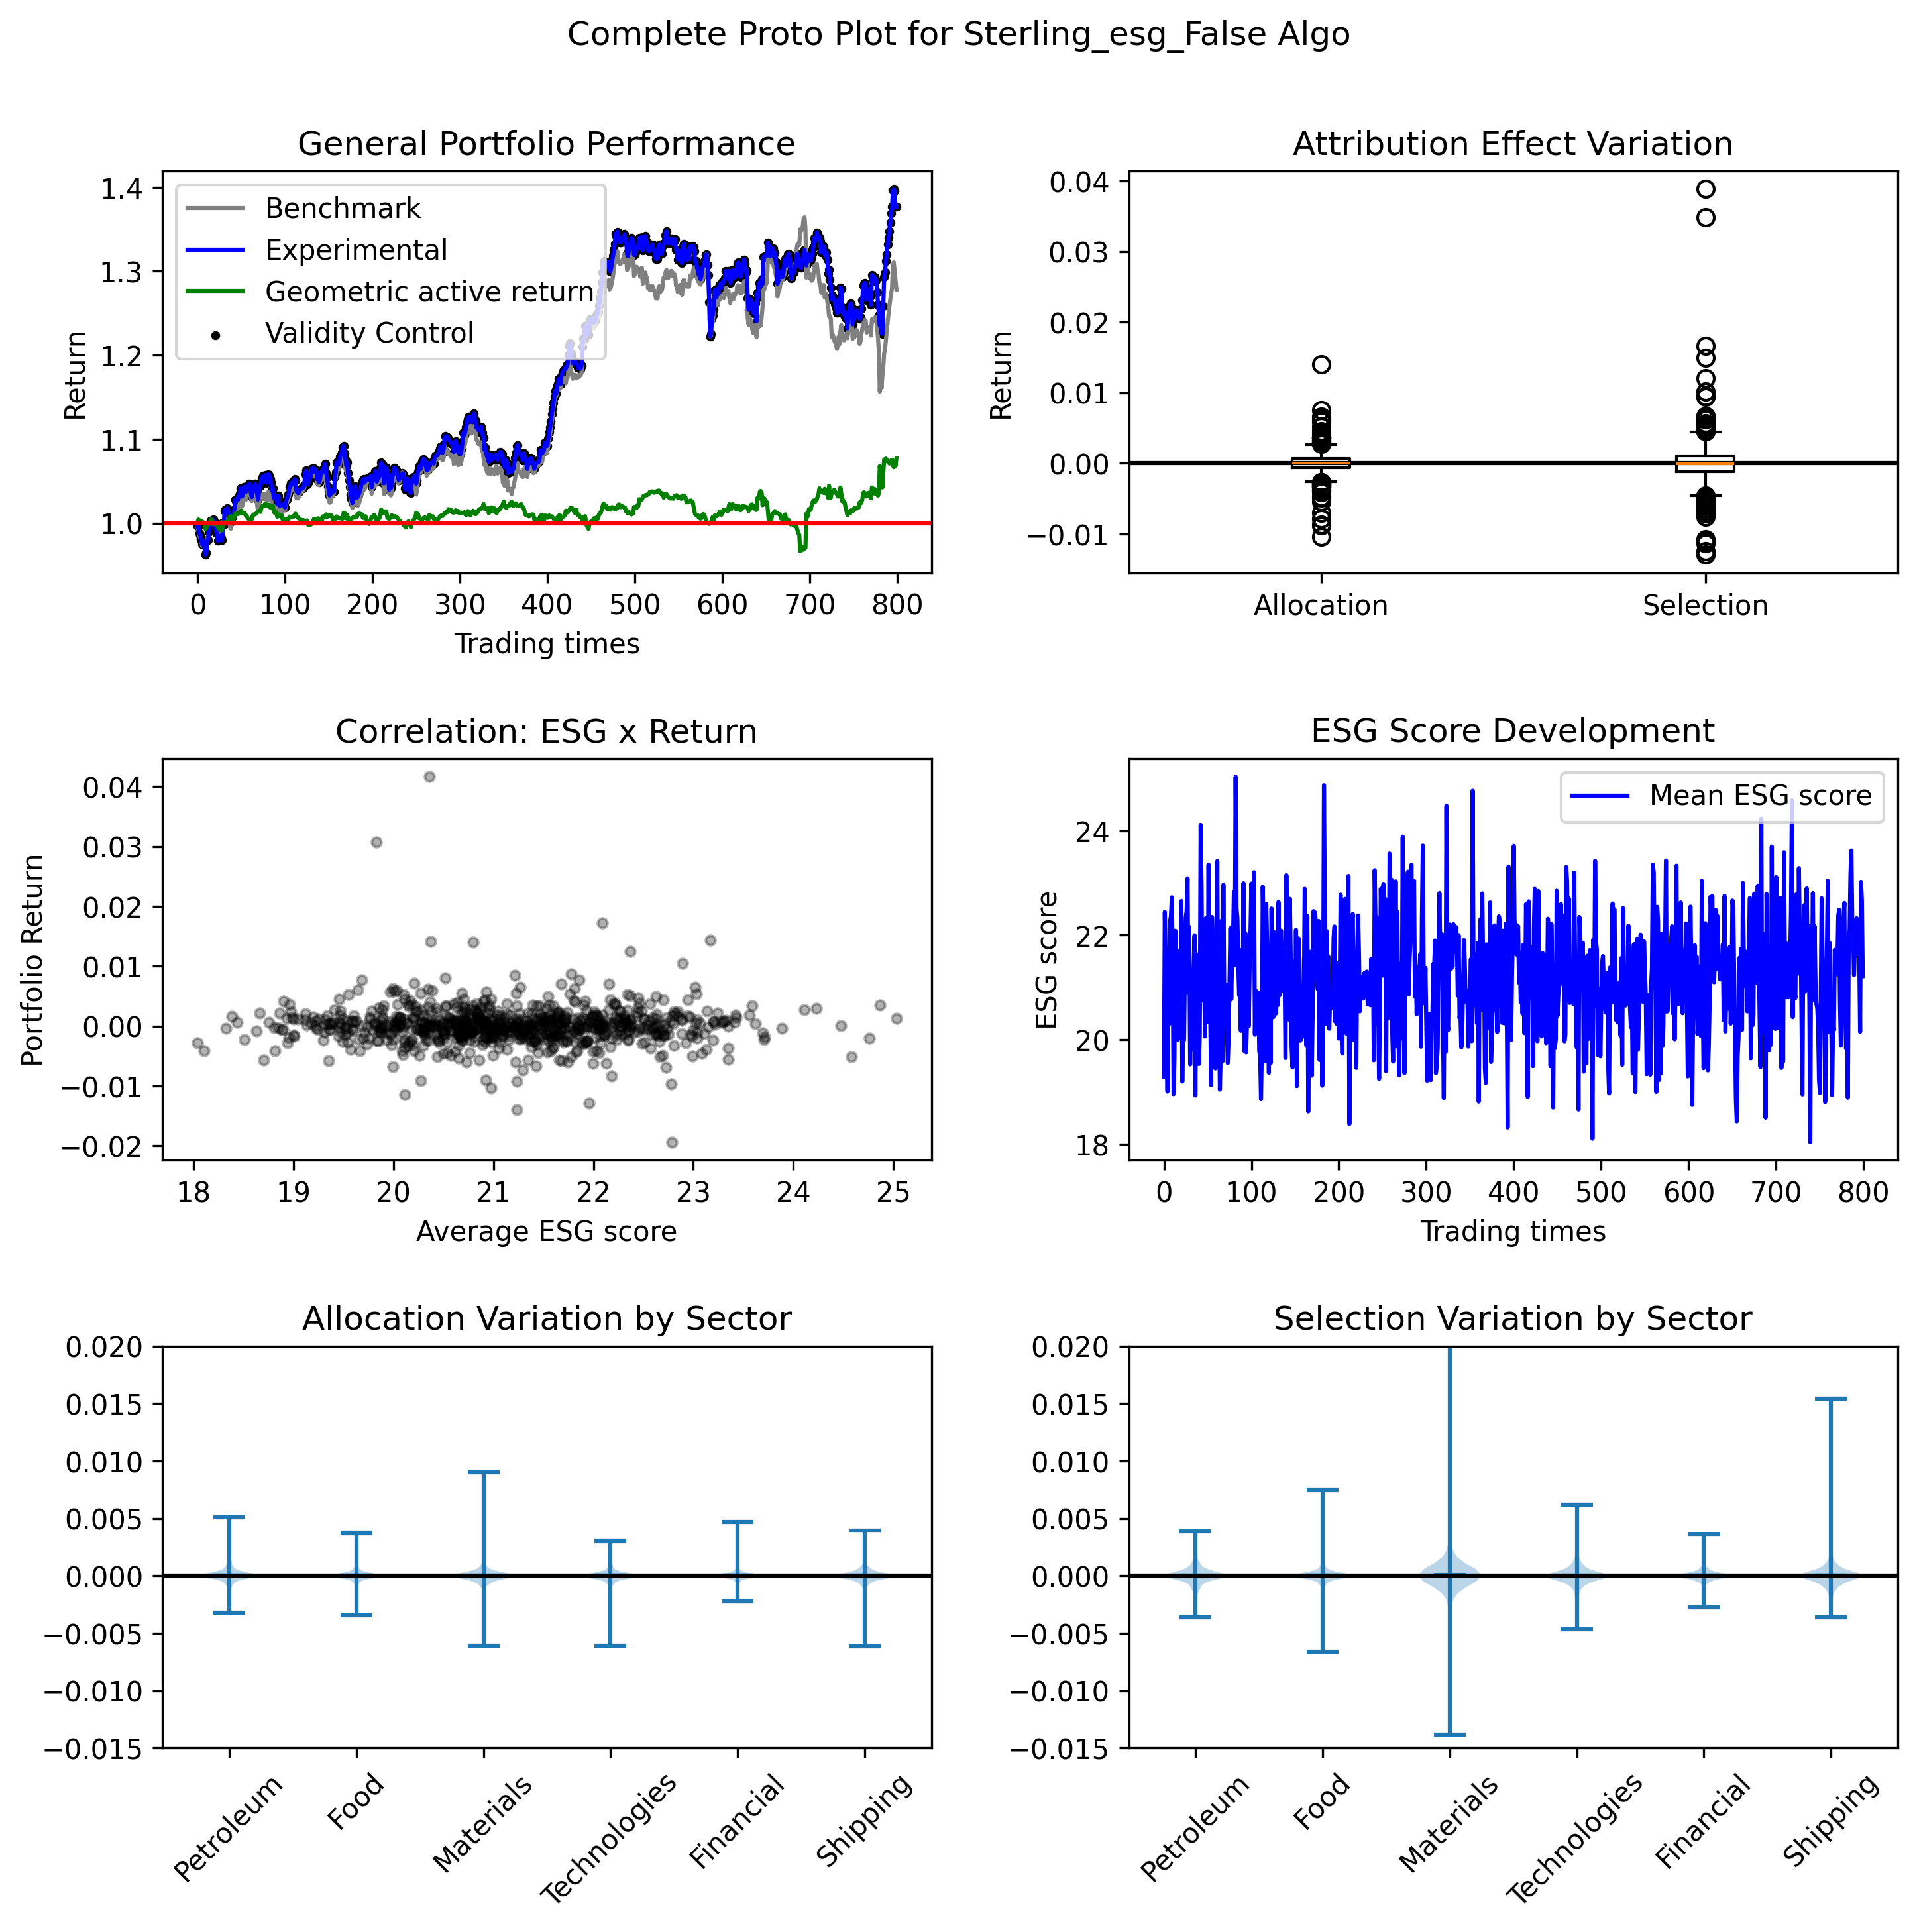 Complete Proto Plot for Sterling_esg_False Algo
General Portfolio Performance
1.4
1.3
1.2
1.1
1.0
Return
Benchmark
Experimental
Geometric active return
Validity Control
0 100 200 300 400 500 600 700 800
Trading times
Attribution Effect Variation
0.04
0.03
0.02
0.01
0.00
−0.01
Return
Allocation Selection
Correlation: ESG x Return
0.04
0.03
0.02
0.01
0.00
−0.01
−0.02
Portfolio Return
18 19 20 21 22 23 24 25
Average ESG score
ESG Score Development
Mean ESG score
24
22
20
18
ESG score
0 100 200 300 400 500 600 700 800
Trading times
Allocation Variation by Sector
0.020
0.015
0.010
0.005
0.000
−0.005
−0.010
−0.015
Petroleum
Food
Materials
Technologies
Financial
Shipping
Selection Variation by Sector
0.020
0.015
0.010
0.005
0.000
−0.005
−0.010
−0.015
Petroleum
Food
Materials
Technologies
Financial
Shipping